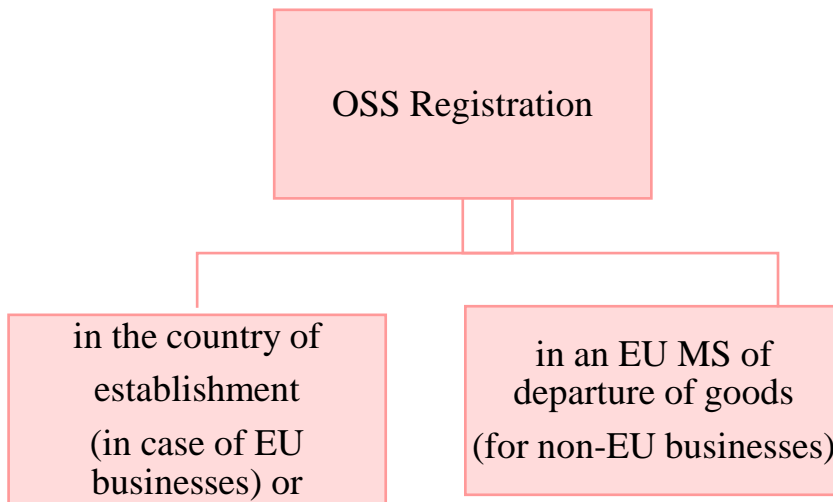 OSS Registration
in the country of
establishment
(in case of EU
businesses) or
in an EU MS of
departure of goods
(for non-EU businesses)